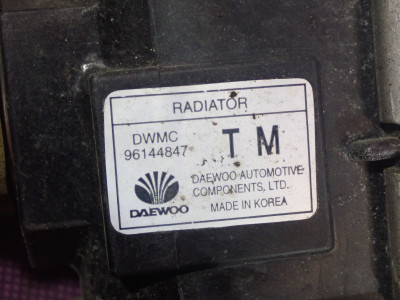 RADIATOR
DWMC
96144847
T M
DAEWOO
DAEWOO AUTOMOTIVE
COMPONENTS, LTD.
MADE IN KOREA